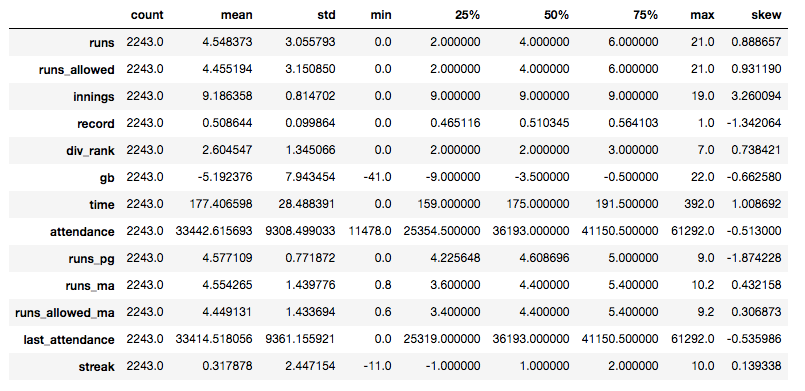 count mean std min 25% 50% 75% max skew
runs 2243.0 4.548373 3.055793 0.0 2.000000 4.000000 6.000000 21.0 0.888657
runs_allowed 2243.0 4.455194 3.150850 0.0 2.000000 4.000000 6.000000 21.0 0.931190
innings 2243.0 9.186358 0.814702 0.0 9.000000 9.000000 9.000000 19.0 3.260094
record 2243.0 0.508644 0.099864 0.0 0.465116 0.510345 0.564103 1.0 -1.342064
div_rank 2243.0 2.604547 1.345066 0.0 2.000000 2.000000 3.000000 7.0 0.738421
gb 2243.0 -5.192376 7.943454 -41.0 -9.000000 -3.500000 -0.500000 22.0 -0.662580
time 2243.0 177.406598 28.488391 0.0 159.000000 175.000000 191.500000 392.0 1.008692
attendance 2243.0 33442.615693 9308.499033 11478.0 25354.500000 36193.000000 41150.500000 61292.0 -0.513000
runs_pg 2243.0 4.577109 0.771872 0.0 4.225648 4.608696 5.000000 9.0 -1.874228
runs_ma 2243.0 4.554265 1.439776 0.8 3.600000 4.400000 5.400000 10.2 0.432158
runs_allowed_ma 2243.0 4.449131 1.433694 0.6 3.400000 4.400000 5.400000 9.2 0.306873
last_attendance 2243.0 33414.518056 9361.155921 0.0 25319.000000 36193.000000 41150.500000 61292.0 -0.535986
streak 2243.0 0.317878 2.447154 -11.0 -1.000000 1.000000 2.000000 10.0 0.139338